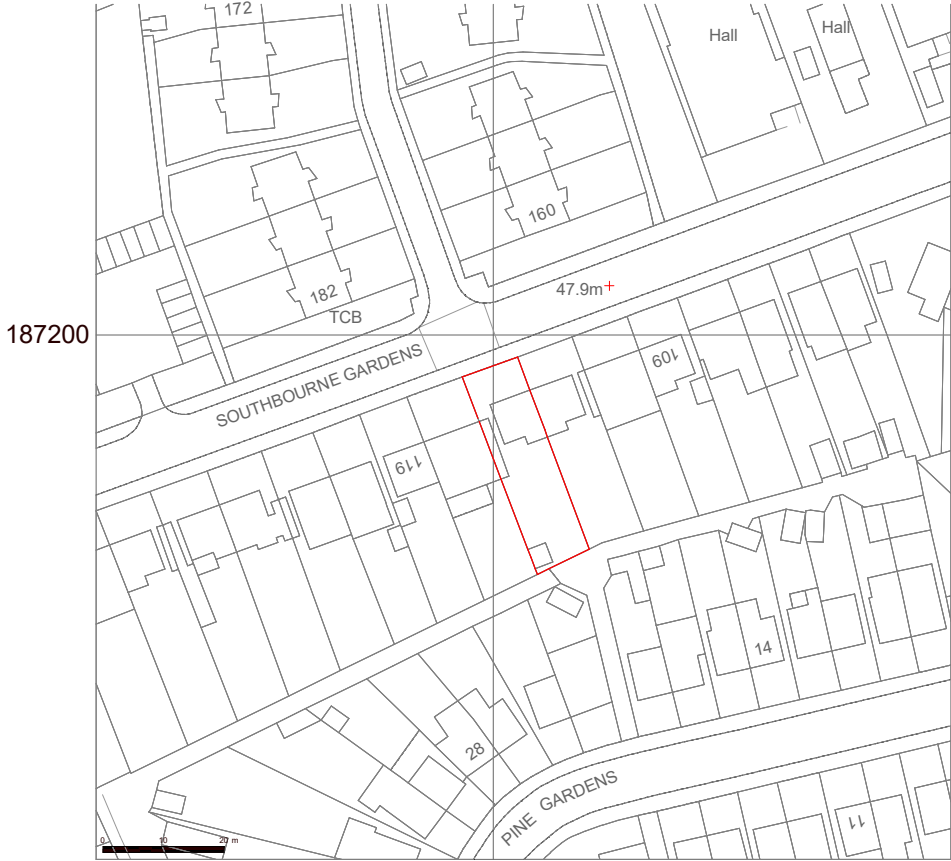 172
Hall
Hall
160
182
TCB
47.9m
187200
SOUTHBOURNE GARDENS
109
119
14
28
PINE GARDENS
11
0 10 20 m